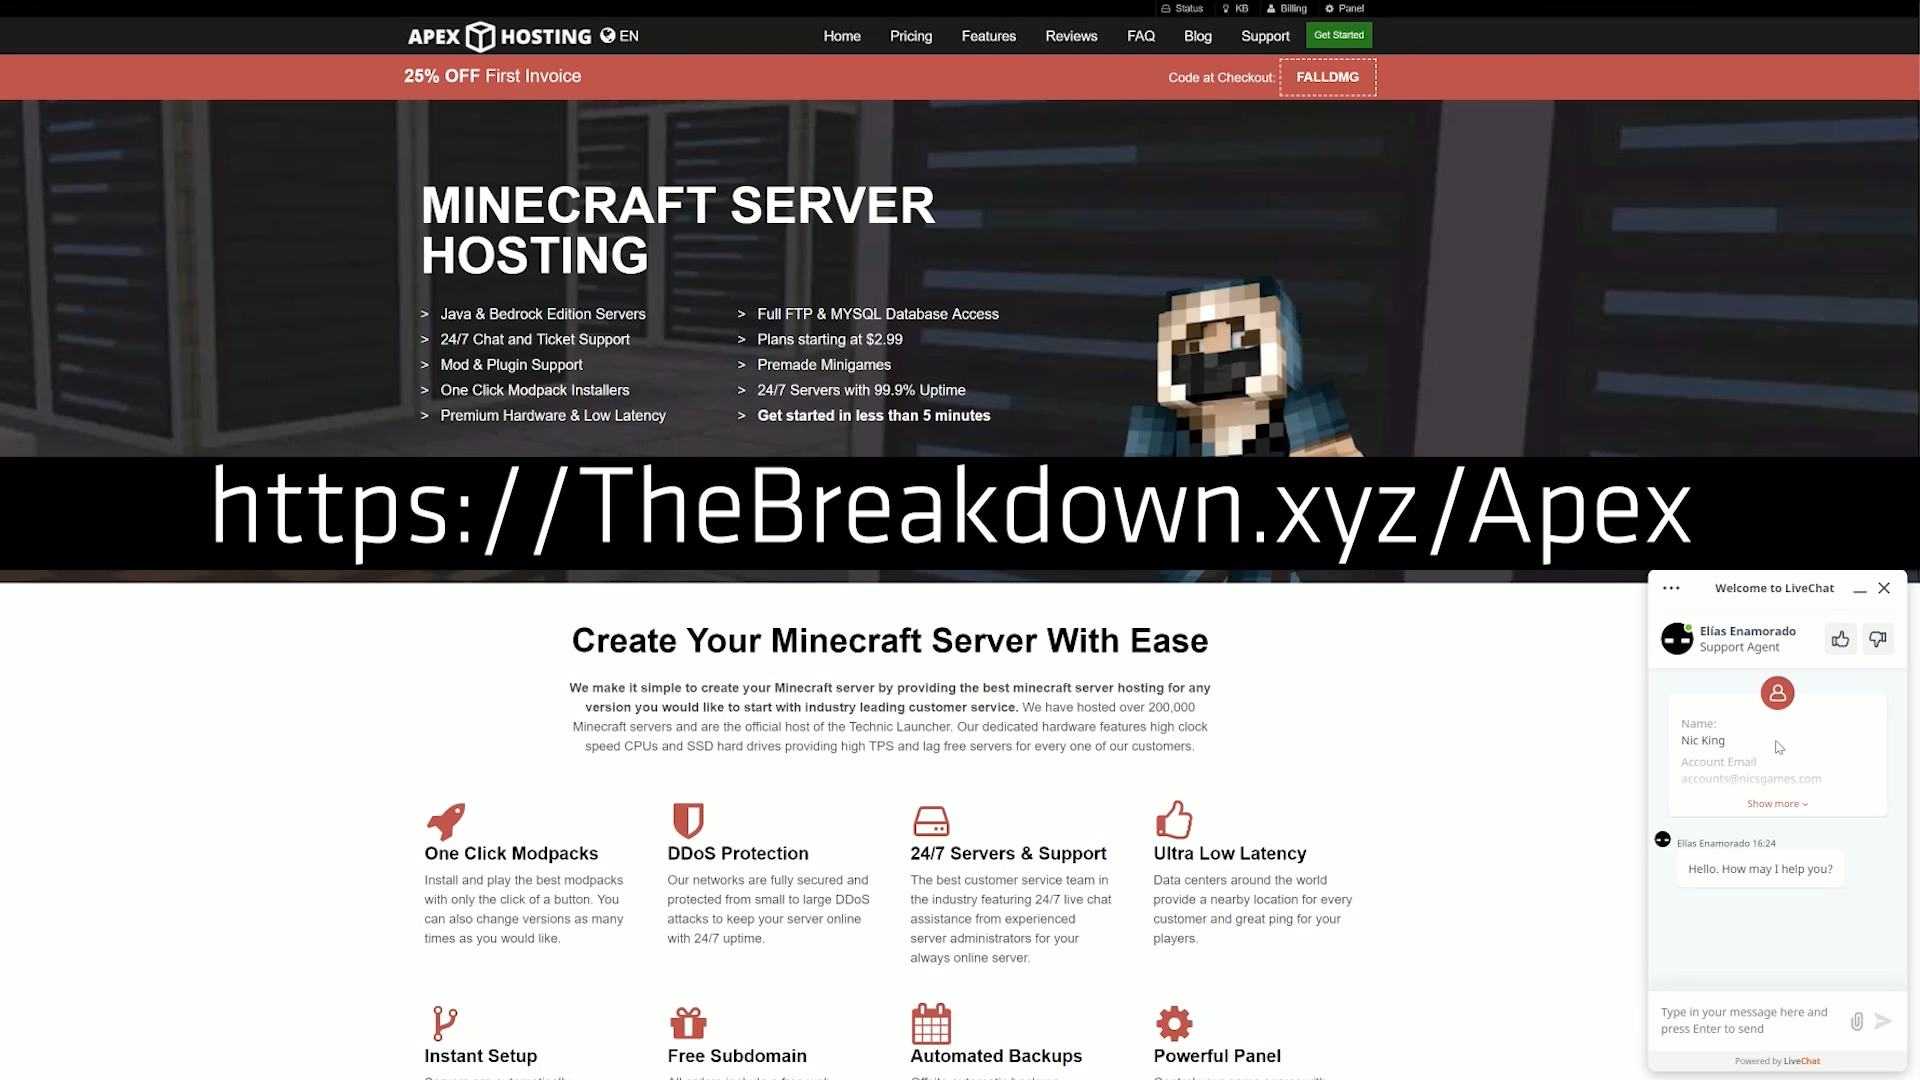 Status KB Billing Panel
APEX HOSTING EN
Home Pricing Features Reviews FAQ Blog Support Get Started
25% OFF First Invoice
Code at Checkout: FALLDMG
MINECRAFT SERVER
HOSTING
> Java & Bedrock Edition Servers
> 24/7 Chat and Ticket Support
> Mod & Plugin Support
> One Click Modpack Installers
> Premium Hardware & Low Latency
> Full FTP & MYSQL Database Access
> Plans starting at $2.99
> Premade Minigames
> 24/7 Servers with 99.9% Uptime
> Get started in less than 5 minutes
https://TheBreakdown.xyz/Apex
Create Your Minecraft Server With Ease
We make it simple to create your Minecraft server by providing the best minecraft server hosting for any
version you would like to start with industry leading customer service. We have hosted over 200,000
Minecraft servers and are the official host of the Technic Launcher. Our dedicated hardware features high clock
speed CPUs and SSD hard drives providing high TPS and lag free servers for every one of our customers.
One Click Modpacks
Install and play the best modpacks
with only the click of a button. You
can also change versions as many
times as you would like.
DDoS Protection
Our networks are fully secured and
protected from small to large DDoS
attacks to keep your server online
with 24/7 uptime.
24/7 Servers & Support
The best customer service team in
the industry featuring 24/7 live chat
assistance from experienced
server administrators for your
always online server.
Ultra Low Latency
Data centers around the world
provide a nearby location for every
customer and great ping for your
players.
Instant Setup
Free Subdomain
Automated Backups
Powerful Panel
Welcome to LiveChat
Elías Enamorado
Support Agent
Name:
Nic King
Account Email
accounts@nicsgames.com
Show more
Elías Enamorado 16:24
Hello. How may I help you?
Type in your message here and
press Enter to send
Powered by LiveChat